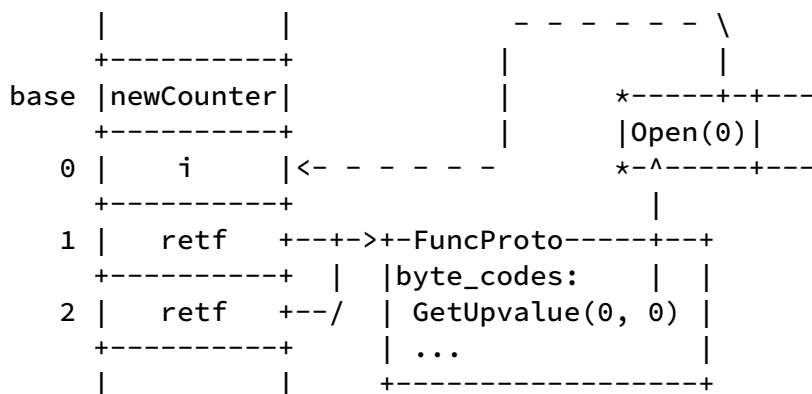 |          |              - - - - - - \
    +----------+             |            |
base |newCounter|             |      *-----+-+---
    +----------+             |      |Open(0)|
  0 |    i     |<- - - - - -        *-^-----+---
    +----------+                      |
  1 |   retf   +--+->+-FuncProto-----+--+
    +----------+  |  |byte_codes:    |  |
  2 |   retf   +--/  | GetUpvalue(0, 0) |
    +----------+     | ...              |
    |          |     +------------------+